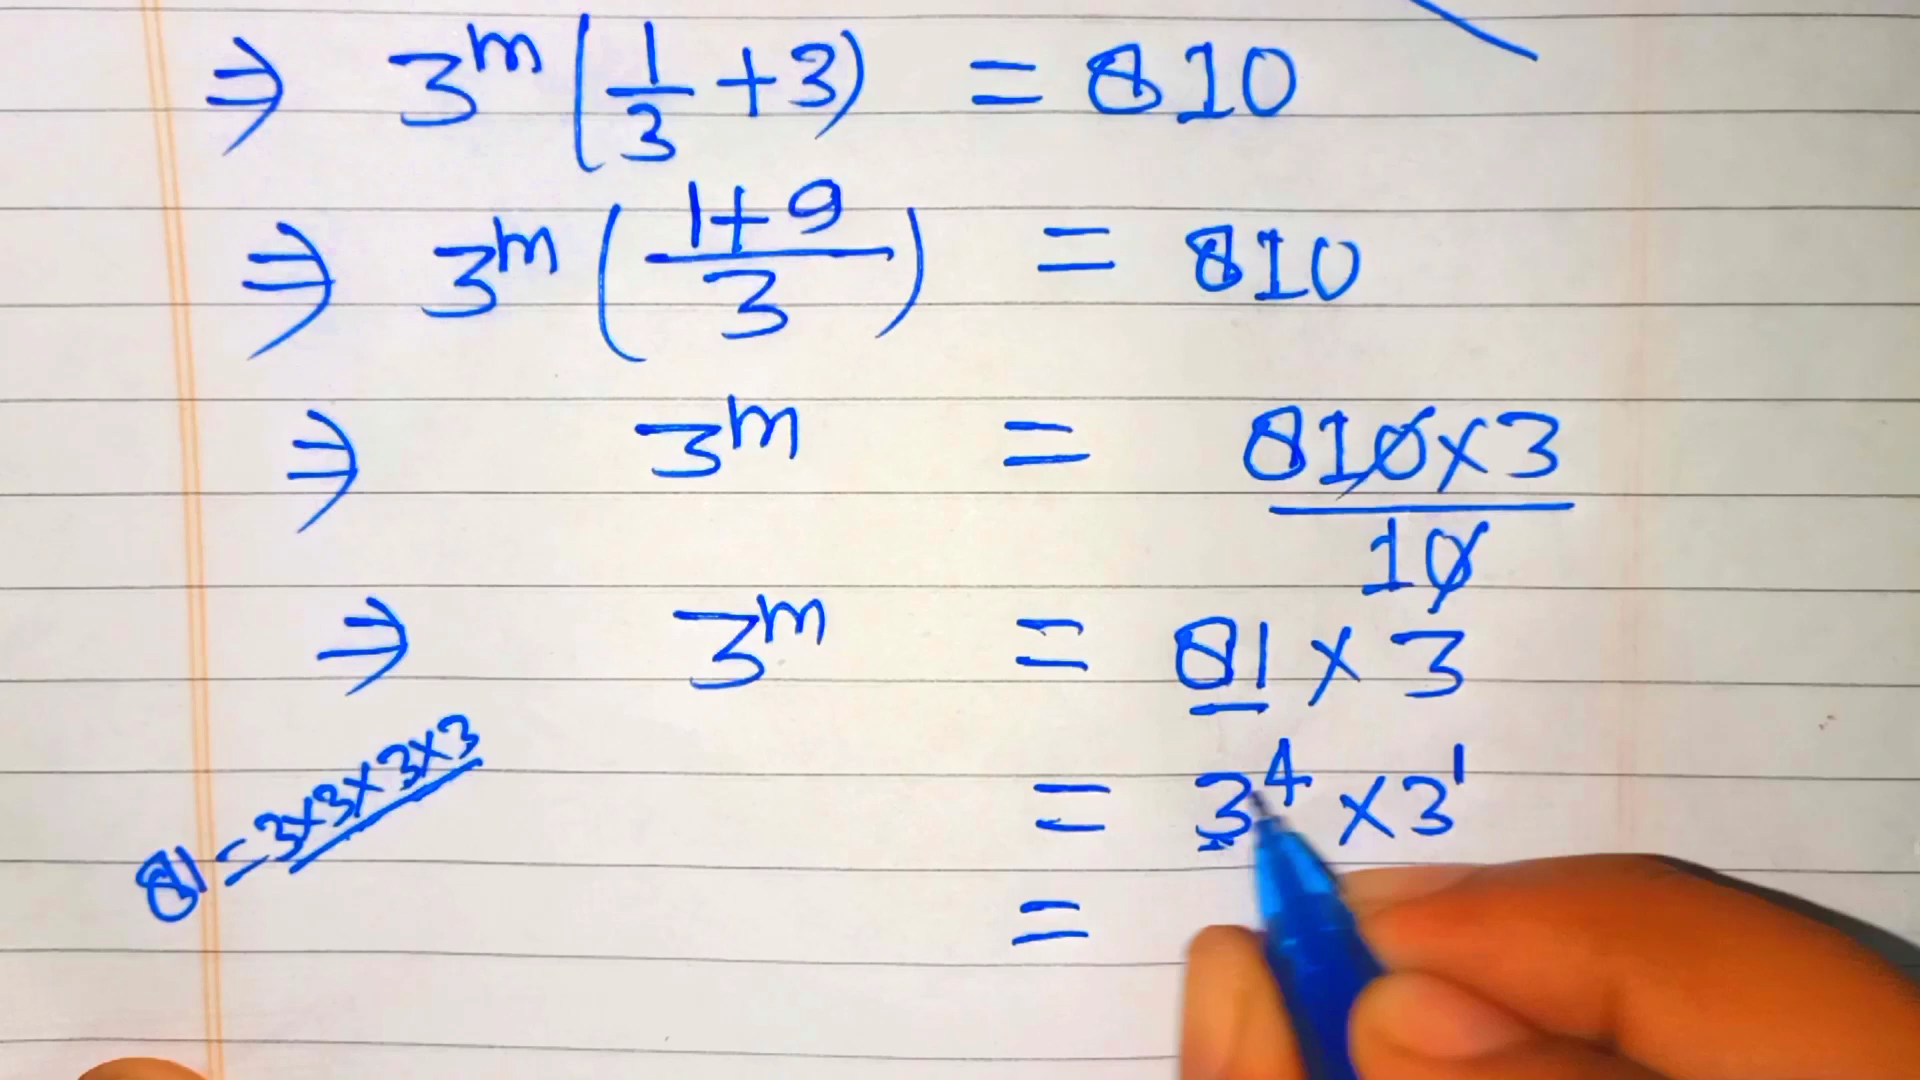 ⇒ 3^m (1/3 + 3) = 810
⇒ 3^m ((1+9)/3) = 810
⇒ 3^m = (810×3)/10
⇒ 3^m = 81 × 3
81 = 3×3×3×3
= 3^4 × 3^1
=